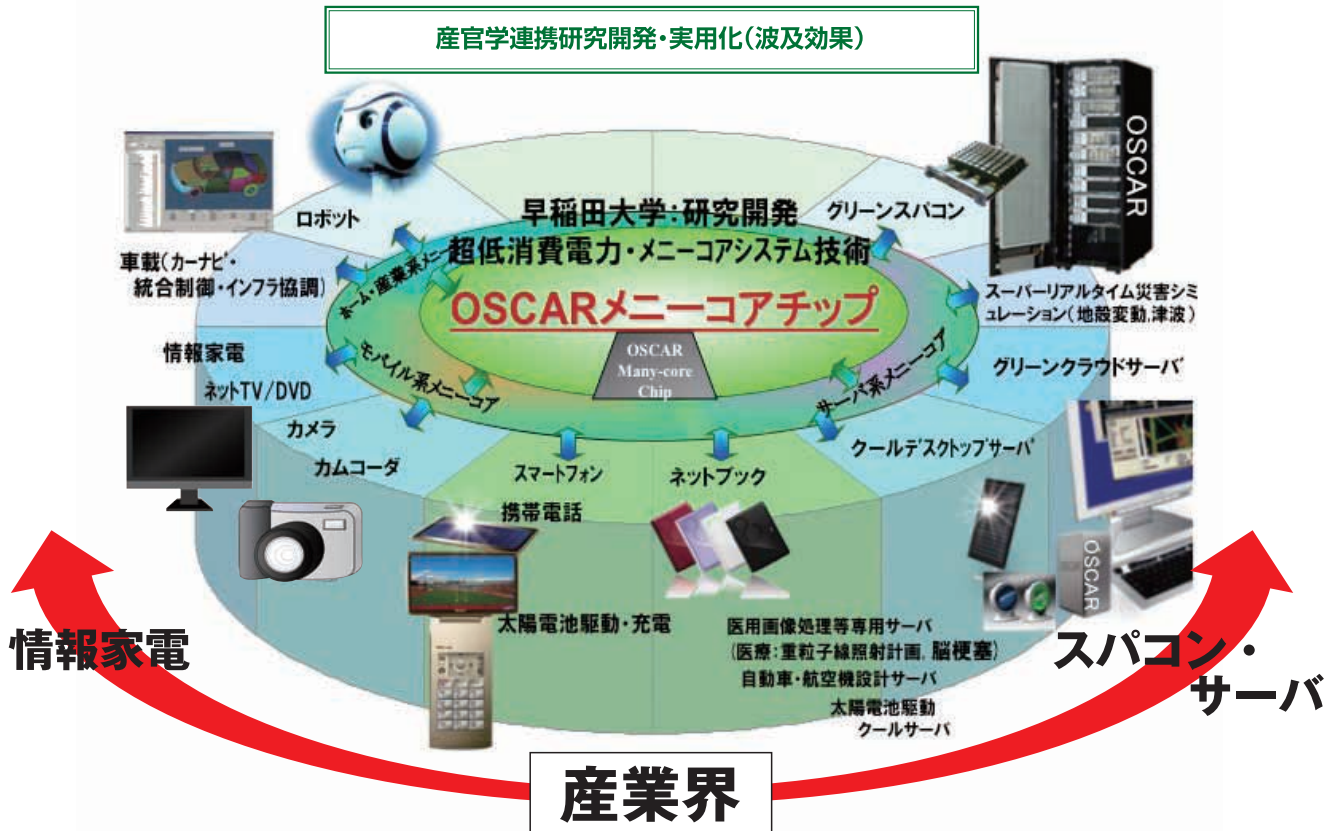 産官学連携研究開発・実用化(波及効果)
OSCAR
ロボット
早稲田大学:研究開発
グリーンスパコン
超低消費電力・メニーコアシステム技術
車載(カーナビ・
統合制御・インフラ協調)
ホーム・産業系メニー
OSCARメニーコアチップ
スーパーリアルタイム災害シミ
ュレーション(地殻変動,津波)
OSCAR
Many-core
Chip
情報家電
ネットTV/DVD
モバイル系メニーコア
サーバ系メニーコア
グリーンクラウドサーバ
カメラ
カムコーダ
スマートフォン
ネットブック
クールデスクトップサーバ
携帯電話
OSCAR
太陽電池駆動・充電
医用画像処理等専用サーバ
(医療:重粒子線照射計画, 脳梗塞)
自動車・航空機設計サーバ
太陽電池駆動
クールサーバ
情報家電
スパコン・
サーバ
産業界